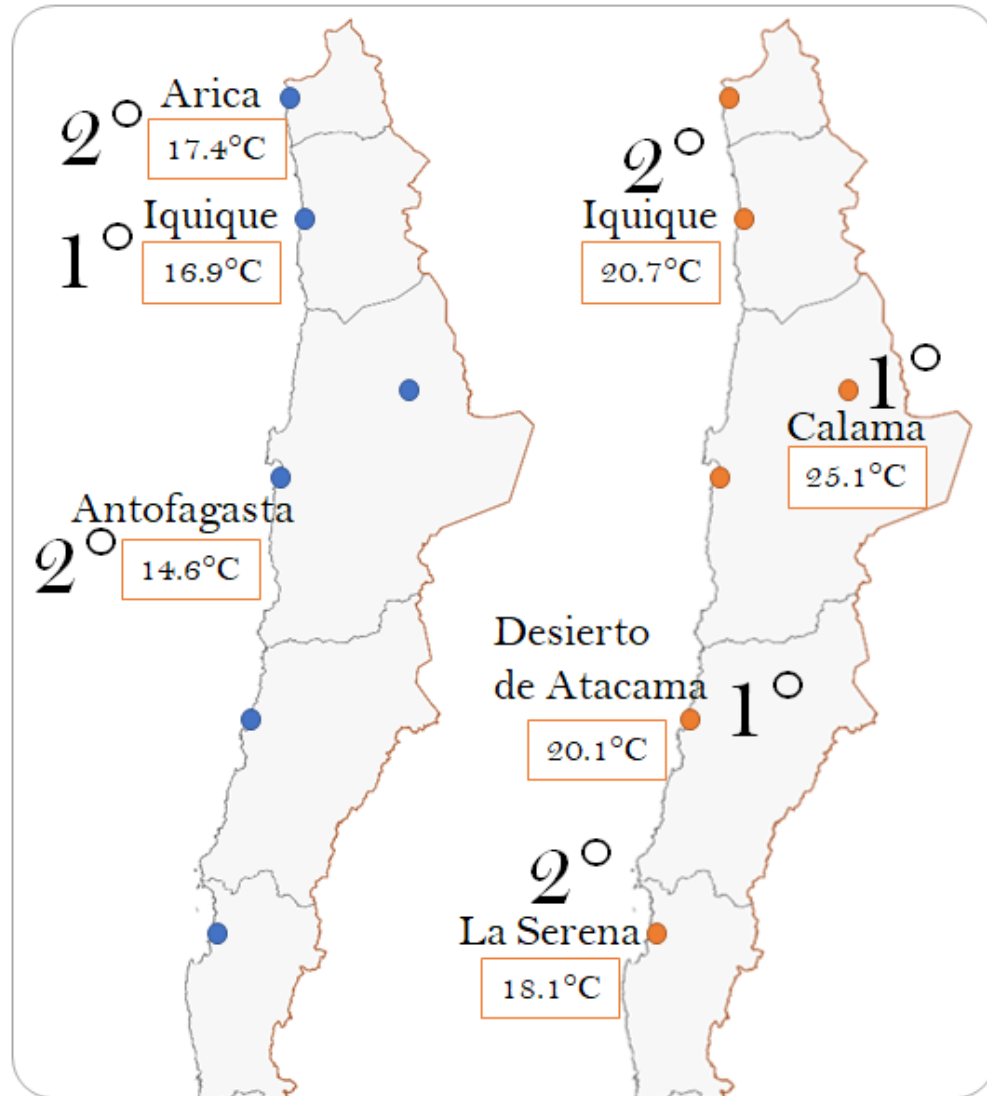 Arica
2°
17.4°C
Iquique
1°
16.9°C
Antofagasta
2°
14.6°C
2°
Iquique
20.7°C
1°
Calama
25.1°C
Desierto
de Atacama
1°
20.1°C
2°
La Serena
18.1°C